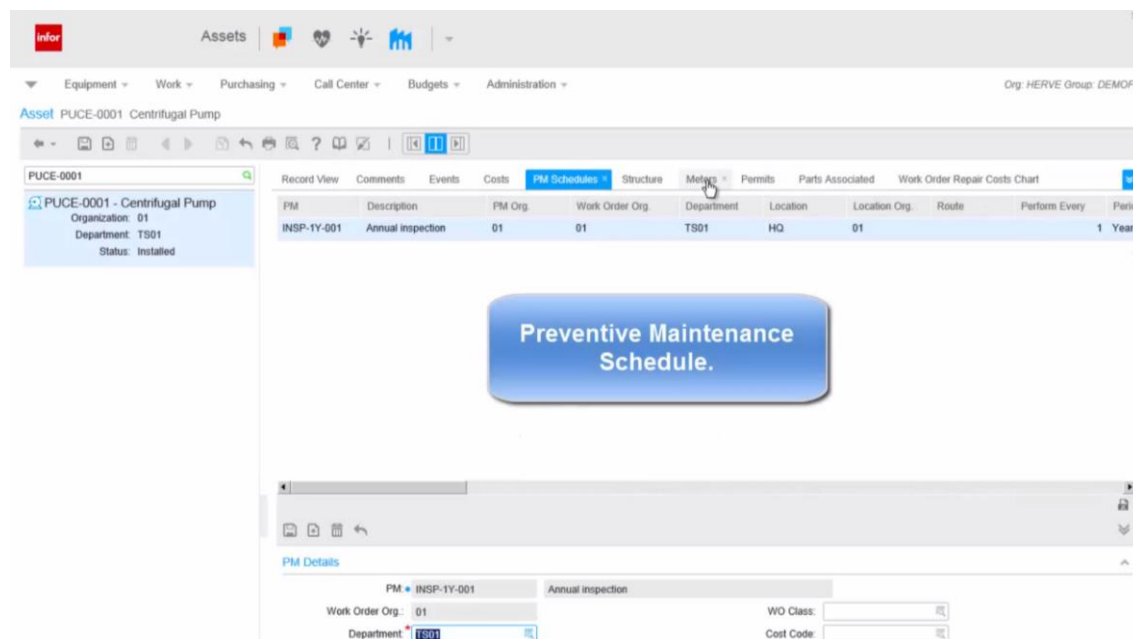 infor
Assets
Equipment Work Purchasing Call Center Budgets Administration Org: HERVE Group: DEMOF
Asset PUCE-0001 Centrifugal Pump
PUCE-0001
PUCE-0001 - Centrifugal Pump
Organization: 01
Department: TS01
Status: Installed
Record View Comments Events Costs PM Schedules × Structure Meters × Permits Parts Associated Work Order Repair Costs Chart
PM Description PM Org. Work Order Org. Department Location Location Org. Route Perform Every Peri
INSP-1Y-001 Annual inspection 01 01 TS01 HQ 01 1 Year
Preventive Maintenance
Schedule.
PM Details
PM: INSP-1Y-001 Annual inspection
Work Order Org.: 01 WO Class:
Department: * TS01 Cost Code: